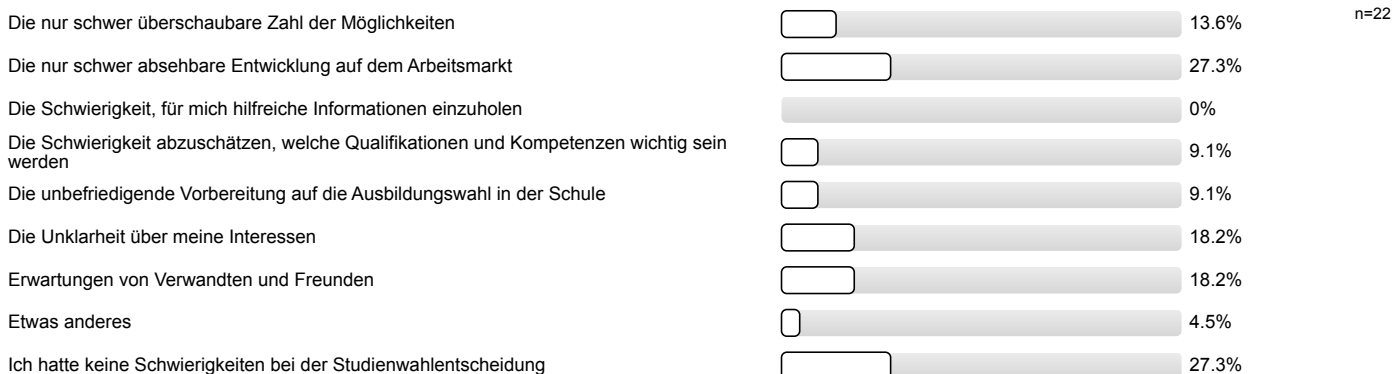 Die nur schwer überschaubare Zahl der Möglichkeiten 13.6% n=22
Die nur schwer absehbare Entwicklung auf dem Arbeitsmarkt 27.3%
Die Schwierigkeit, für mich hilfreiche Informationen einzuholen 0%
Die Schwierigkeit abzuschätzen, welche Qualifikationen und Kompetenzen wichtig sein
werden 9.1%
Die unbefriedigende Vorbereitung auf die Ausbildungswahl in der Schule 9.1%
Die Unklarheit über meine Interessen 18.2%
Erwartungen von Verwandten und Freunden 18.2%
Etwas anderes 4.5%
Ich hatte keine Schwierigkeiten bei der Studienwahlentscheidung 27.3%